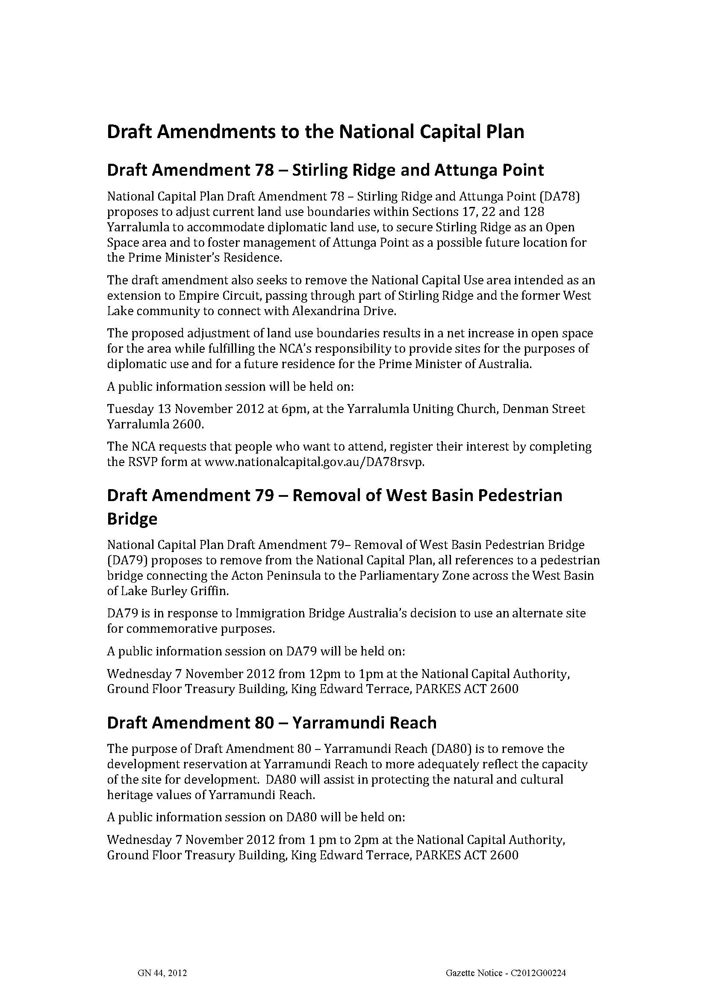 Draft Amendments to the National Capital Plan
Draft Amendment 78 – Stirling Ridge and Attunga Point
National Capital Plan Draft Amendment 78 – Stirling Ridge and Attunga Point (DA78)
proposes to adjust current land use boundaries within Sections 17, 22 and 128
Yarralumla to accommodate diplomatic land use, to secure Stirling Ridge as an Open
Space area and to foster management of Attunga Point as a possible future location for
the Prime Minister’s Residence.
The draft amendment also seeks to remove the National Capital Use area intended as an
extension to Empire Circuit, passing through part of Stirling Ridge and the former West
Lake community to connect with Alexandrina Drive.
The proposed adjustment of land use boundaries results in a net increase in open space
for the area while fulfilling the NCA’s responsibility to provide sites for the purposes of
diplomatic use and for a future residence for the Prime Minister of Australia.
A public information session will be held on:
Tuesday 13 November 2012 at 6pm, at the Yarralumla Uniting Church, Denman Street
Yarralumla 2600.
The NCA requests that people who want to attend, register their interest by completing
the RSVP form at www.nationalcapital.gov.au/DA78rsvp.
Draft Amendment 79 – Removal of West Basin Pedestrian
Bridge
National Capital Plan Draft Amendment 79– Removal of West Basin Pedestrian Bridge
(DA79) proposes to remove from the National Capital Plan, all references to a pedestrian
bridge connecting the Acton Peninsula to the Parliamentary Zone across the West Basin
of Lake Burley Griffin.
DA79 is in response to Immigration Bridge Australia’s decision to use an alternate site
for commemorative purposes.
A public information session on DA79 will be held on:
Wednesday 7 November 2012 from 12pm to 1pm at the National Capital Authority,
Ground Floor Treasury Building, King Edward Terrace, PARKES ACT 2600
Draft Amendment 80 – Yarramundi Reach
The purpose of Draft Amendment 80 – Yarramundi Reach (DA80) is to remove the
development reservation at Yarramundi Reach to more adequately reflect the capacity
of the site for development.  DA80 will assist in protecting the natural and cultural
heritage values of Yarramundi Reach.
A public information session on DA80 will be held on:
Wednesday 7 November 2012 from 1 pm to 2pm at the National Capital Authority,
Ground Floor Treasury Building, King Edward Terrace, PARKES ACT 2600
GN 44, 2012
Gazette Notice - C2012G00224